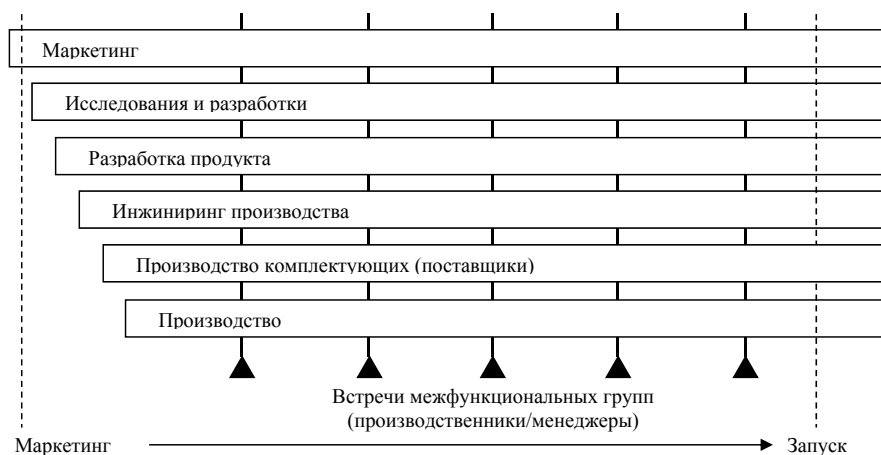 Маркетинг
Исследования и разработки
Разработка продукта
Инжиниринг производства
Производство комплектующих (поставщики)
Производство
Встречи межфункциональных групп
(производственники/менеджеры)
Маркетинг
Запуск